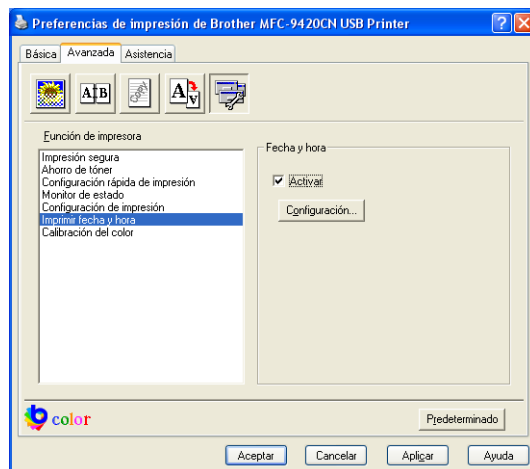 Preferencias de impresión de Brother MFC-9420CN USB Printer
Básica Avanzada Asistencia
A B
A V
Función de impresora
Impresión segura
Ahorro de tóner
Configuración rápida de impresión
Monitor de estado
Configuración de impresión
Imprimir fecha y hora
Calibración del color
Fecha y hora
Activar
Configuración...
color
Predeterminado
Aceptar Cancelar Aplicar Ayuda